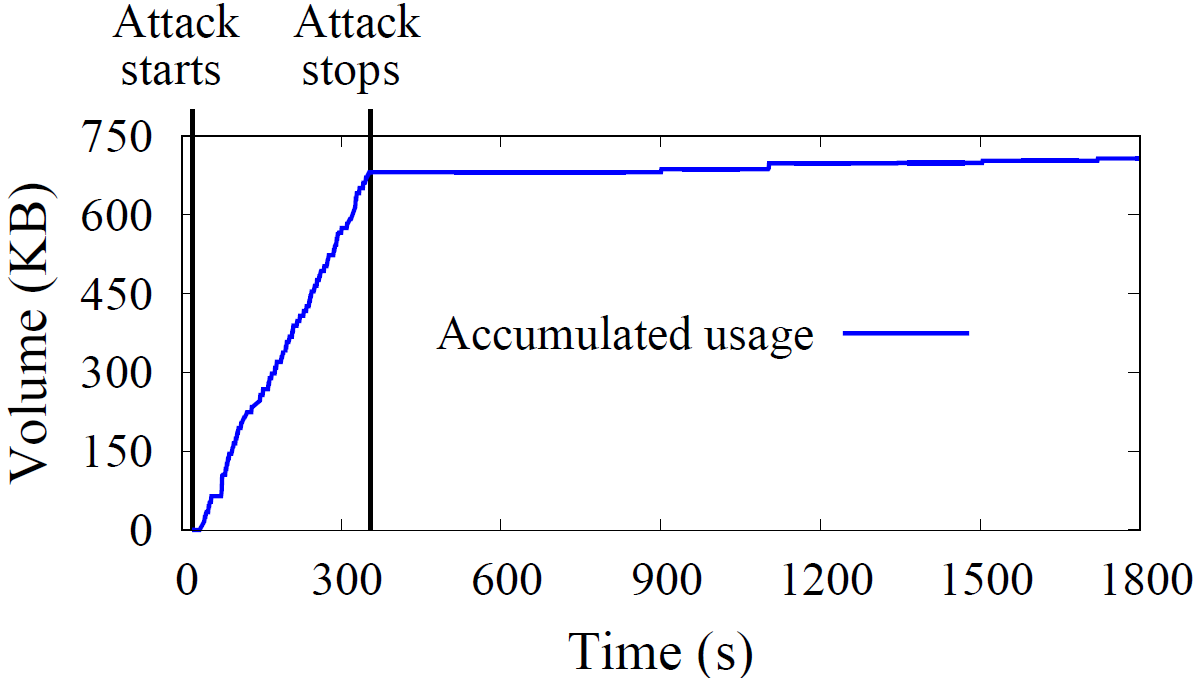 Attack Attack
starts stops
750
600
450
300
150
0
Volume (KB)
Accumulated usage
0 300 600 900 1200 1500 1800
Time (s)